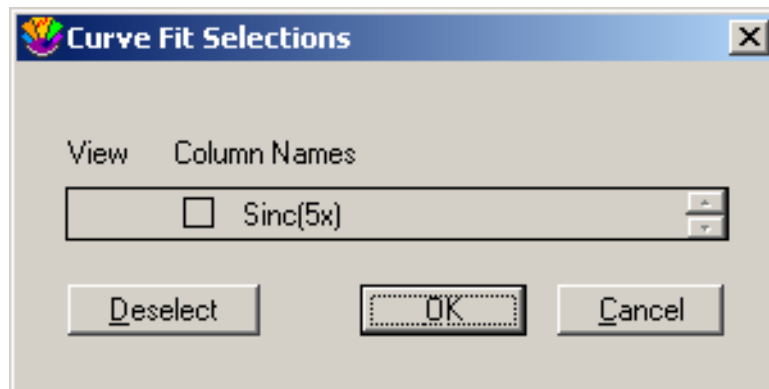 Curve Fit Selections
View Column Names
Sinc(5x)
Deselect OK Cancel